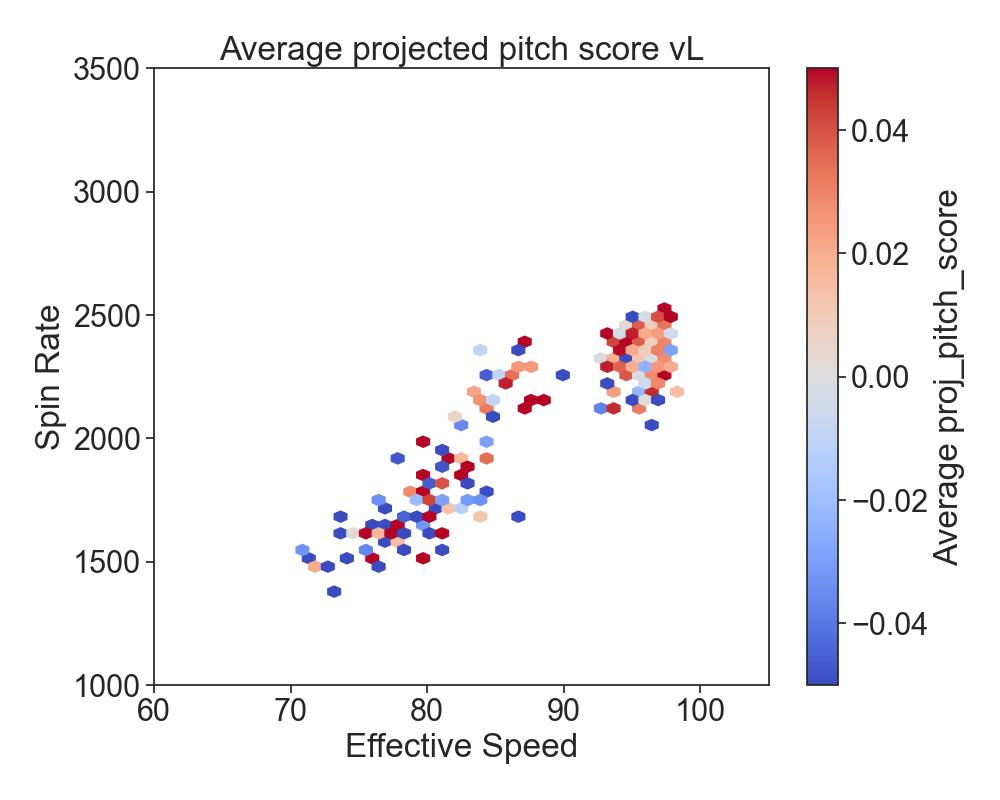 Average projected pitch score vL
3500
3000
2500
2000
1500
1000
Spin Rate
60 70 80 90 100
Effective Speed
0.04
0.02
0.00
−0.02
−0.04
Average proj_pitch_score